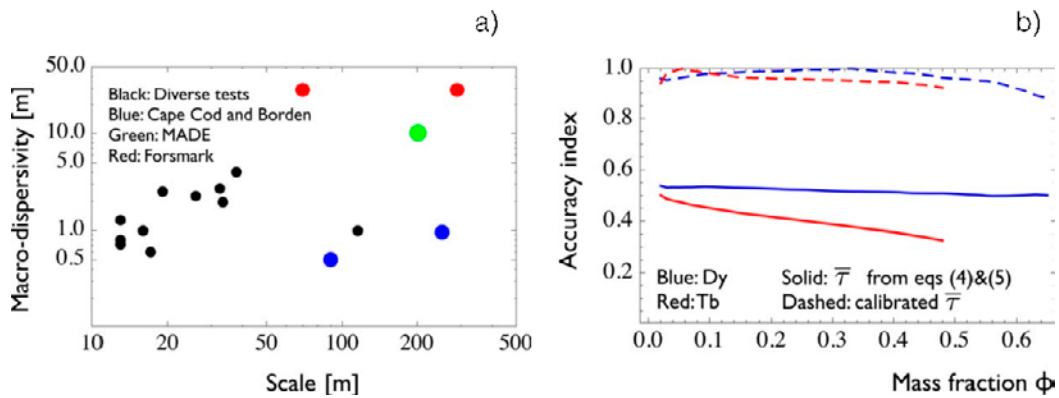 a)
50.0
10.0
5.0
1.0
0.5
Macro-dispersivity [m]
Black: Diverse tests
Blue: Cape Cod and Borden
Green: MADE
Red: Forsmark
10 20 50 100 200 500
Scale [m]
b)
1.0
0.8
0.6
0.4
0.2
Accuracy index
Blue: Dy Solid: τ̅ from eqs (4)&(5)
Red: Tb Dashed: calibrated τ̅
0.0 0.1 0.2 0.3 0.4 0.5 0.6
Mass fraction ϕ